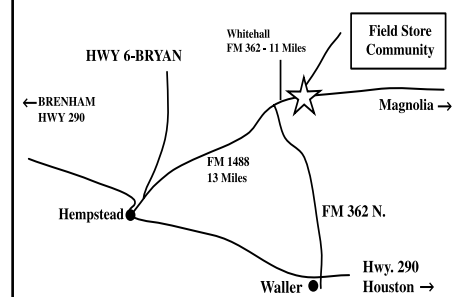 Whitehall
FM 362 - 11 Miles
Field Store
Community
HWY 6-BRYAN
←BRENHAM
HWY 290
Magnolia →
FM 1488
13 Miles
Hempstead
FM 362 N.
Hwy. 290
Houston →
Waller